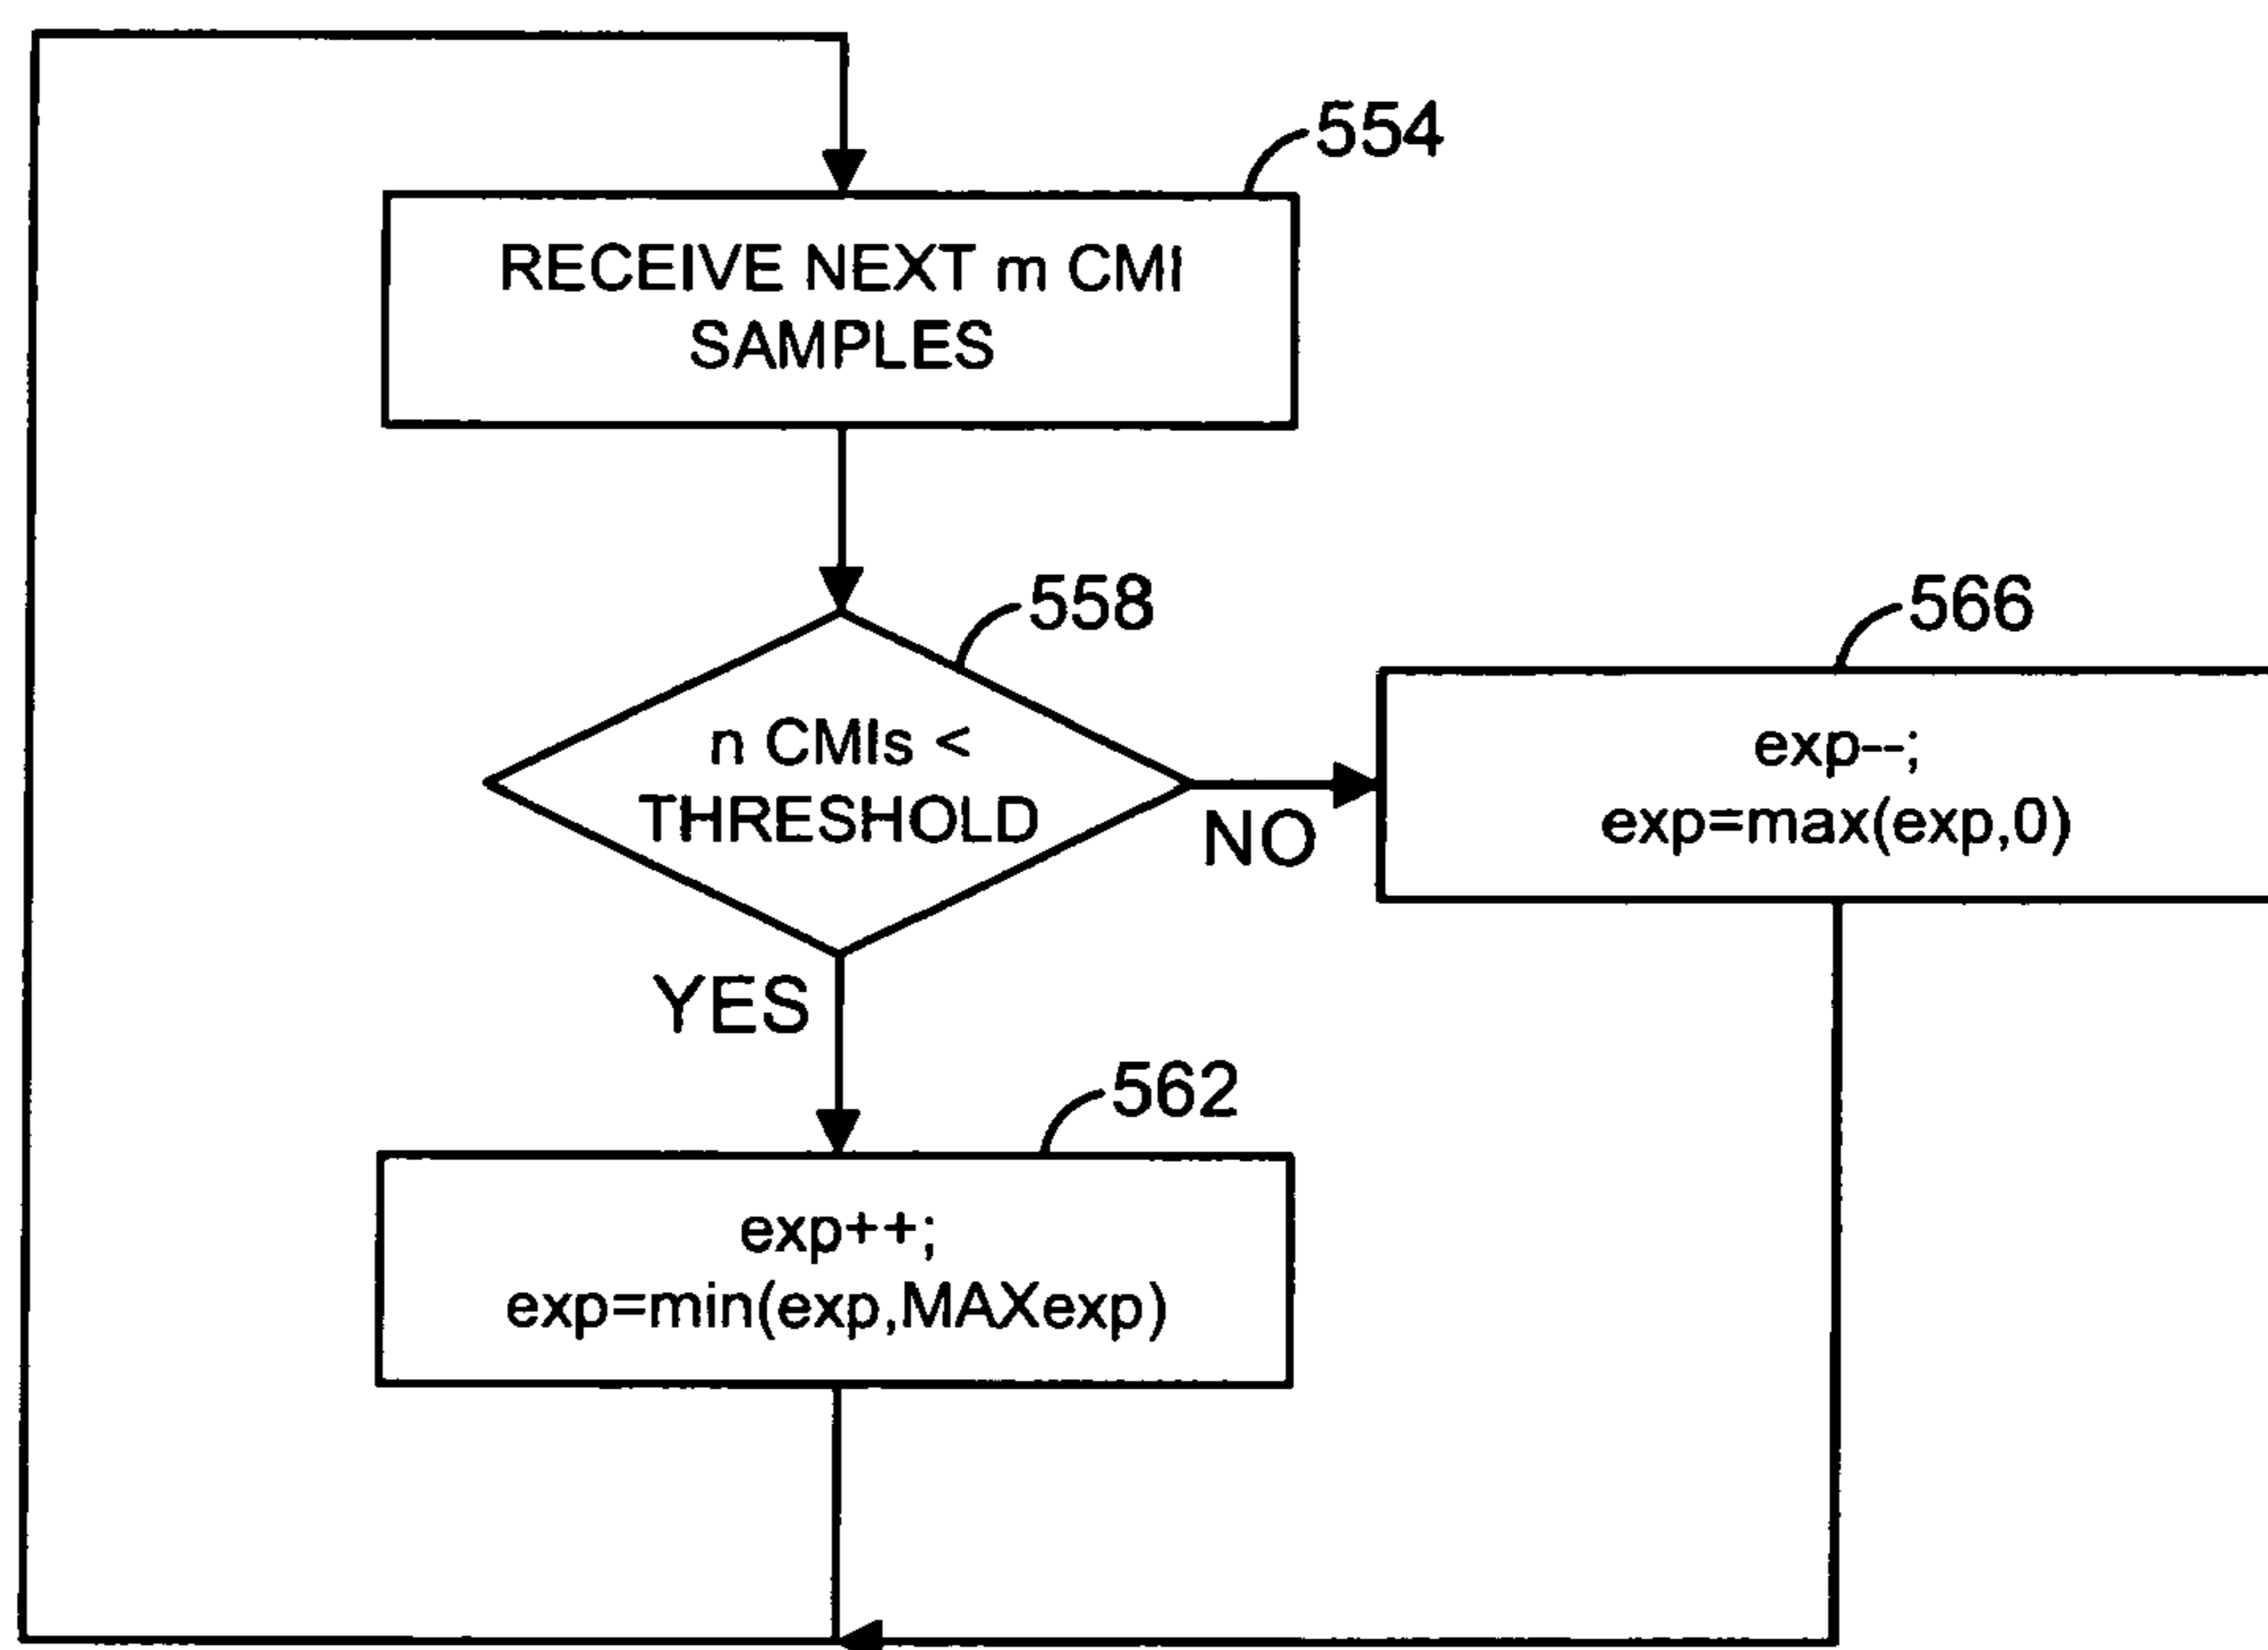 554
RECEIVE NEXT m CMI
SAMPLES
558
n CMIs <
THRESHOLD
NO
YES
566
exp--;
exp=max(exp,0)
562
exp++;
exp=min(exp,MAXexp)